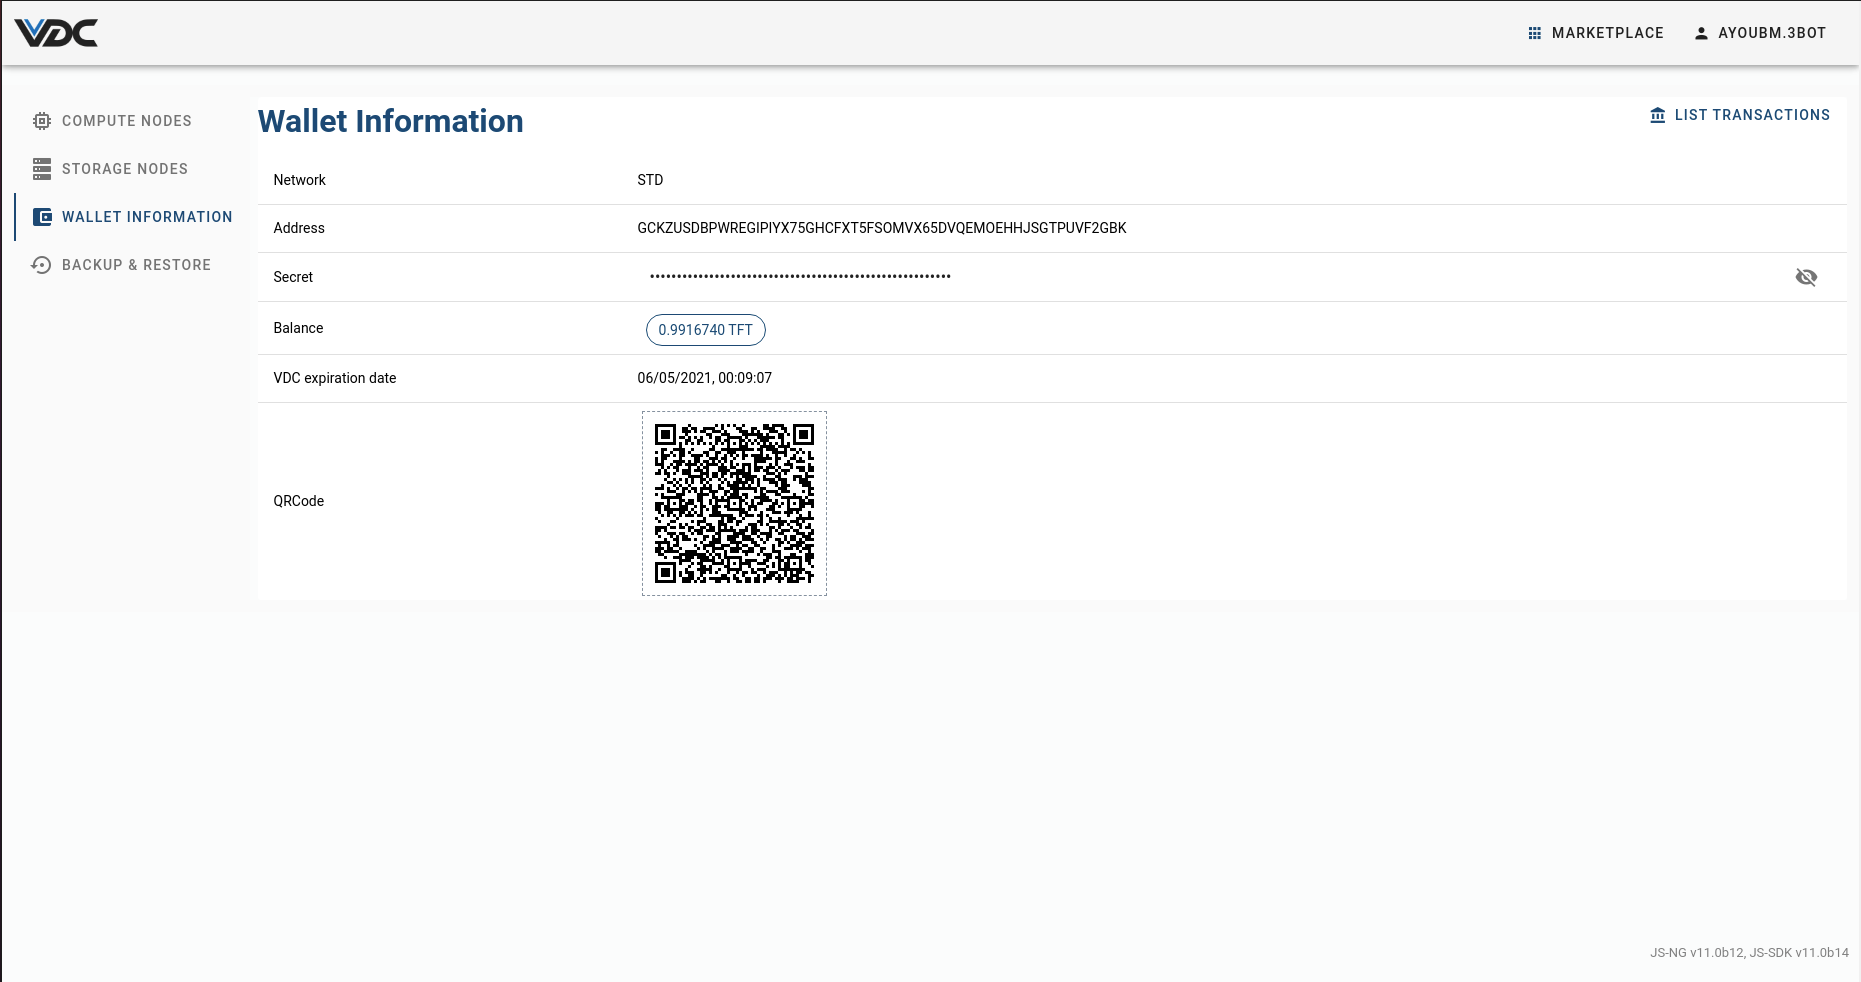 VDC
MARKETPLACE
AYOUBM.3BOT
COMPUTE NODES
STORAGE NODES
WALLET INFORMATION
BACKUP & RESTORE
Wallet Information
LIST TRANSACTIONS
Network STD
Address GCKZUSDBPWREGIPIYX75GHCFXT5FSOMVX65DVQEMOEHHJSGTPUVF2GBK
Secret ••••••••••••••••••••••••••••••••••••••••••••••••••••••••
Balance 0.9916740 TFT
VDC expiration date 06/05/2021, 00:09:07
QRCode
JS-NG v11.0b12, JS-SDK v11.0b14